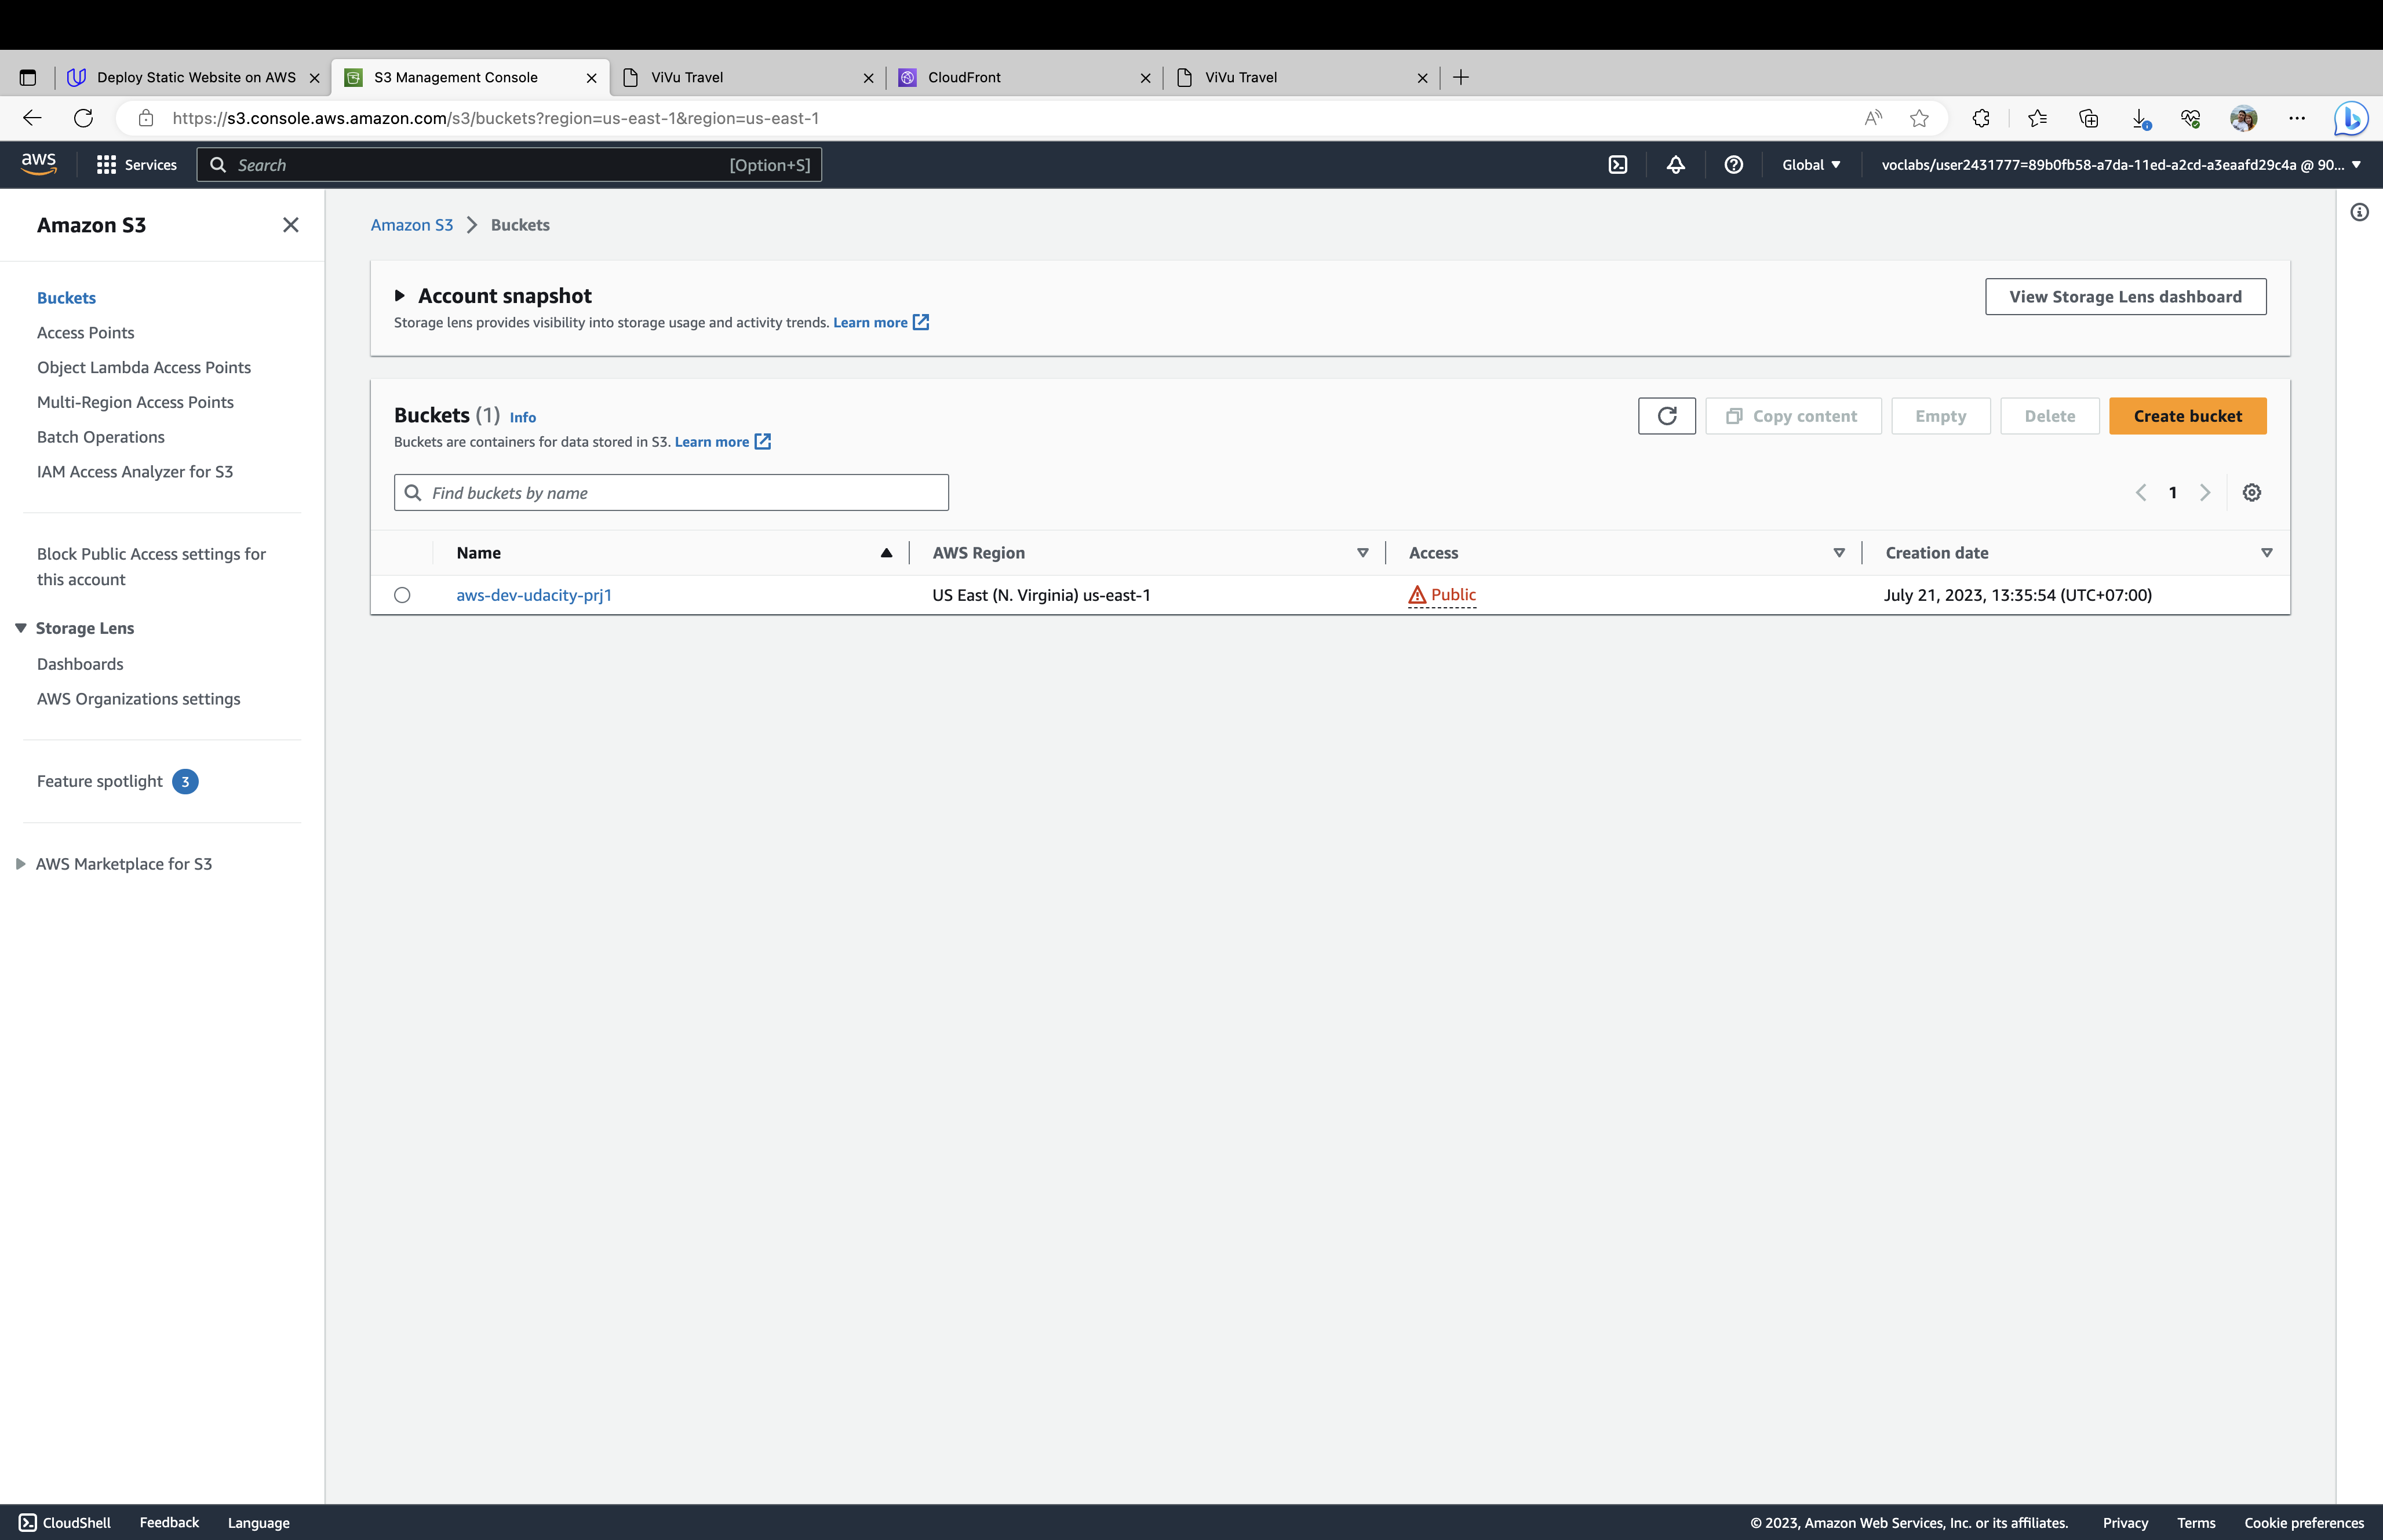 Deploy Static Website on AWS
S3 Management Console
ViVu Travel
CloudFront
ViVu Travel
https://s3.console.aws.amazon.com/s3/buckets?region=us-east-1&region=us-east-1
aws
Services
Search
[Option+S]
Global
voclabs/user2431777=89b0fb58-a7da-11ed-a2cd-a3eaafd29c4a @ 90...
Amazon S3
Buckets
Access Points
Object Lambda Access Points
Multi-Region Access Points
Batch Operations
IAM Access Analyzer for S3
Block Public Access settings for
this account
Storage Lens
Dashboards
AWS Organizations settings
Feature spotlight 3
AWS Marketplace for S3
Amazon S3 Buckets
Account snapshot
Storage lens provides visibility into storage usage and activity trends. Learn more
View Storage Lens dashboard
Buckets (1) Info
Buckets are containers for data stored in S3. Learn more
Copy content
Empty
Delete
Create bucket
Find buckets by name
1
Name AWS Region Access Creation date
aws-dev-udacity-prj1 US East (N. Virginia) us-east-1 Public July 21, 2023, 13:35:54 (UTC+07:00)
CloudShell Feedback Language
© 2023, Amazon Web Services, Inc. or its affiliates. Privacy Terms Cookie preferences